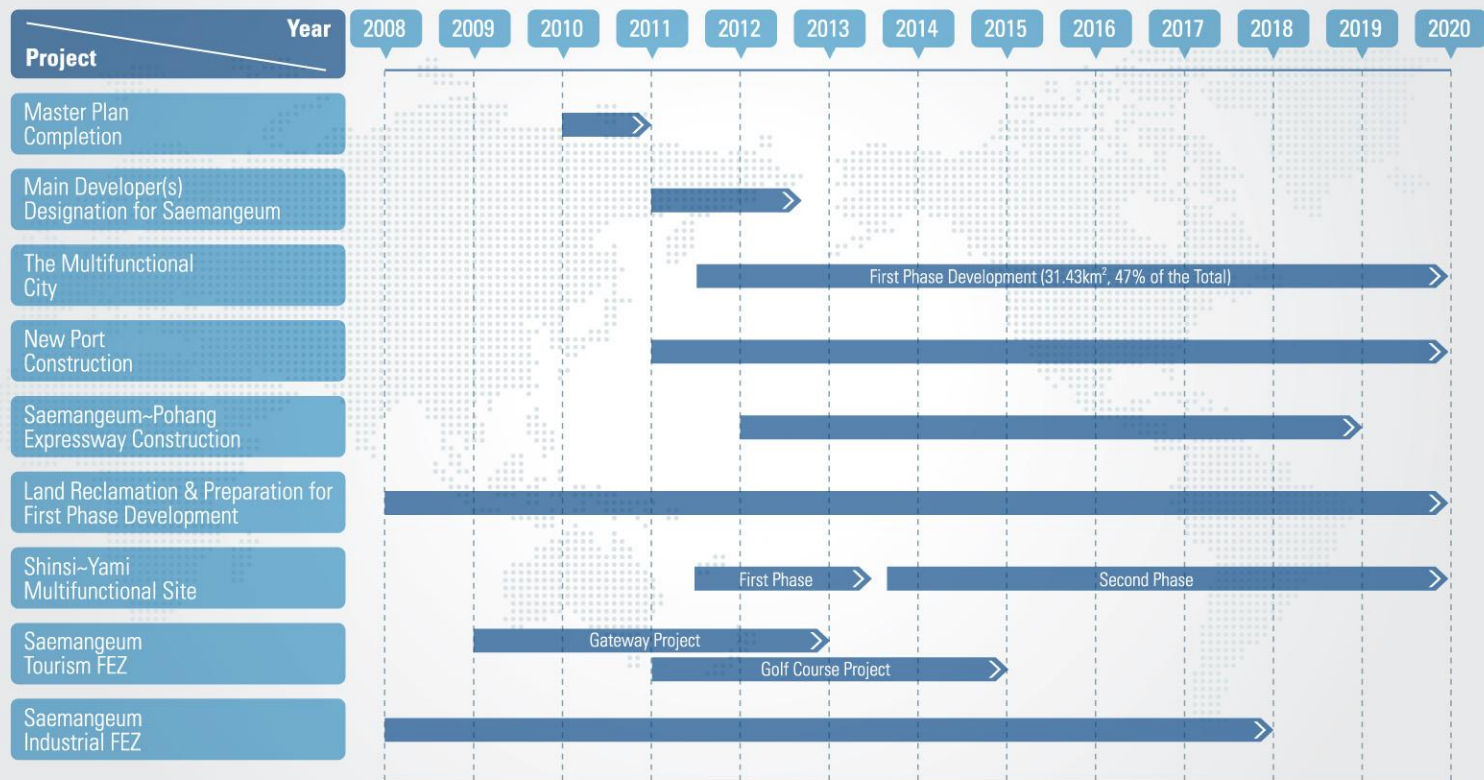 Year
Project
2008 2009 2010 2011 2012 2013 2014 2015 2016 2017 2018 2019 2020
Master Plan
Completion
Main Developer(s)
Designation for Saemangeum
The Multifunctional
City
First Phase Development (31.43km², 47% of the Total)
New Port
Construction
Saemangeum~Pohang
Expressway Construction
Land Reclamation & Preparation for
First Phase Development
Shinsi~Yami
Multifunctional Site
First Phase
Second Phase
Saemangeum
Tourism FEZ
Gateway Project
Golf Course Project
Saemangeum
Industrial FEZ